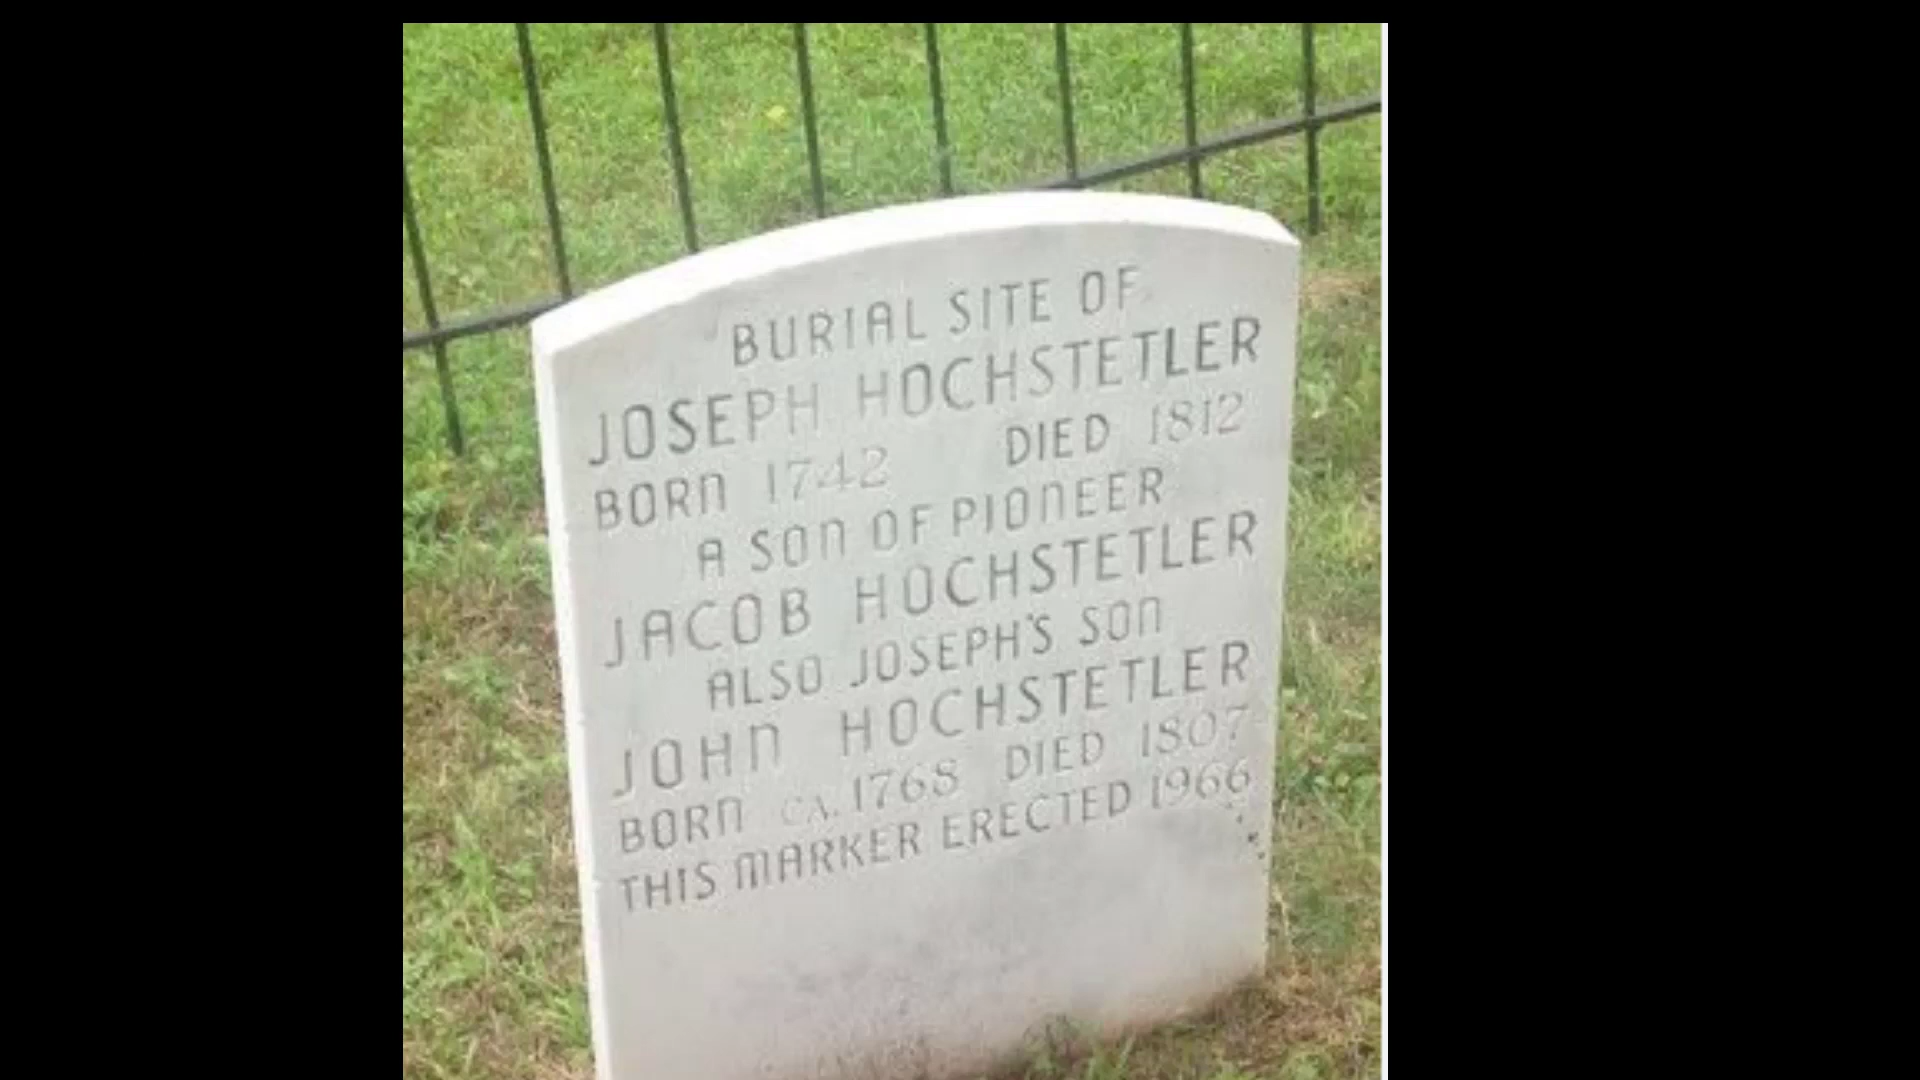 BURIAL SITE OF
JOSEPH HOCHSTETLER
BORN 1742 DIED 1812
A SON OF PIONEER
JACOB HOCHSTETLER
ALSO JOSEPH'S SON
JOHN HOCHSTETLER
BORN CA. 1768 DIED 1807
THIS MARKER ERECTED 1966